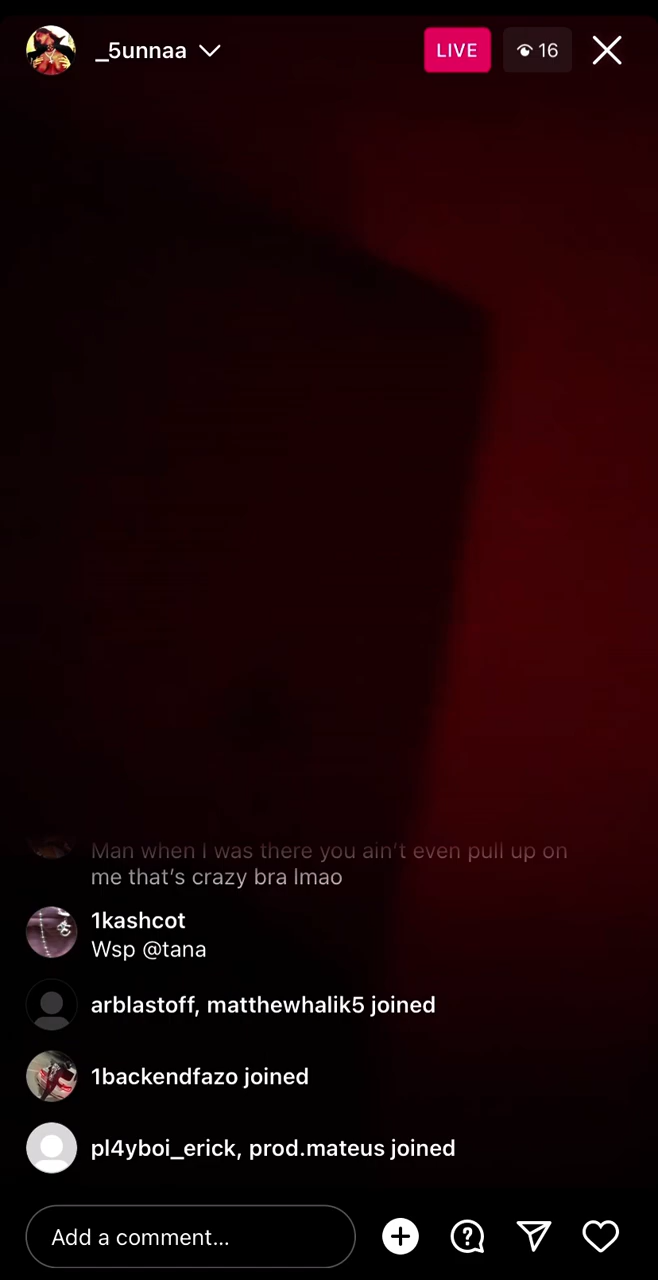 _5unnaa
LIVE
16
Man when I was there you ain't even pull up on
me that's crazy bra lmao
1kashcot
Wsp @tana
arblastoff, matthewhalik5 joined
1backendfazo joined
pl4yboi_erick, prod.mateus joined
Add a comment...